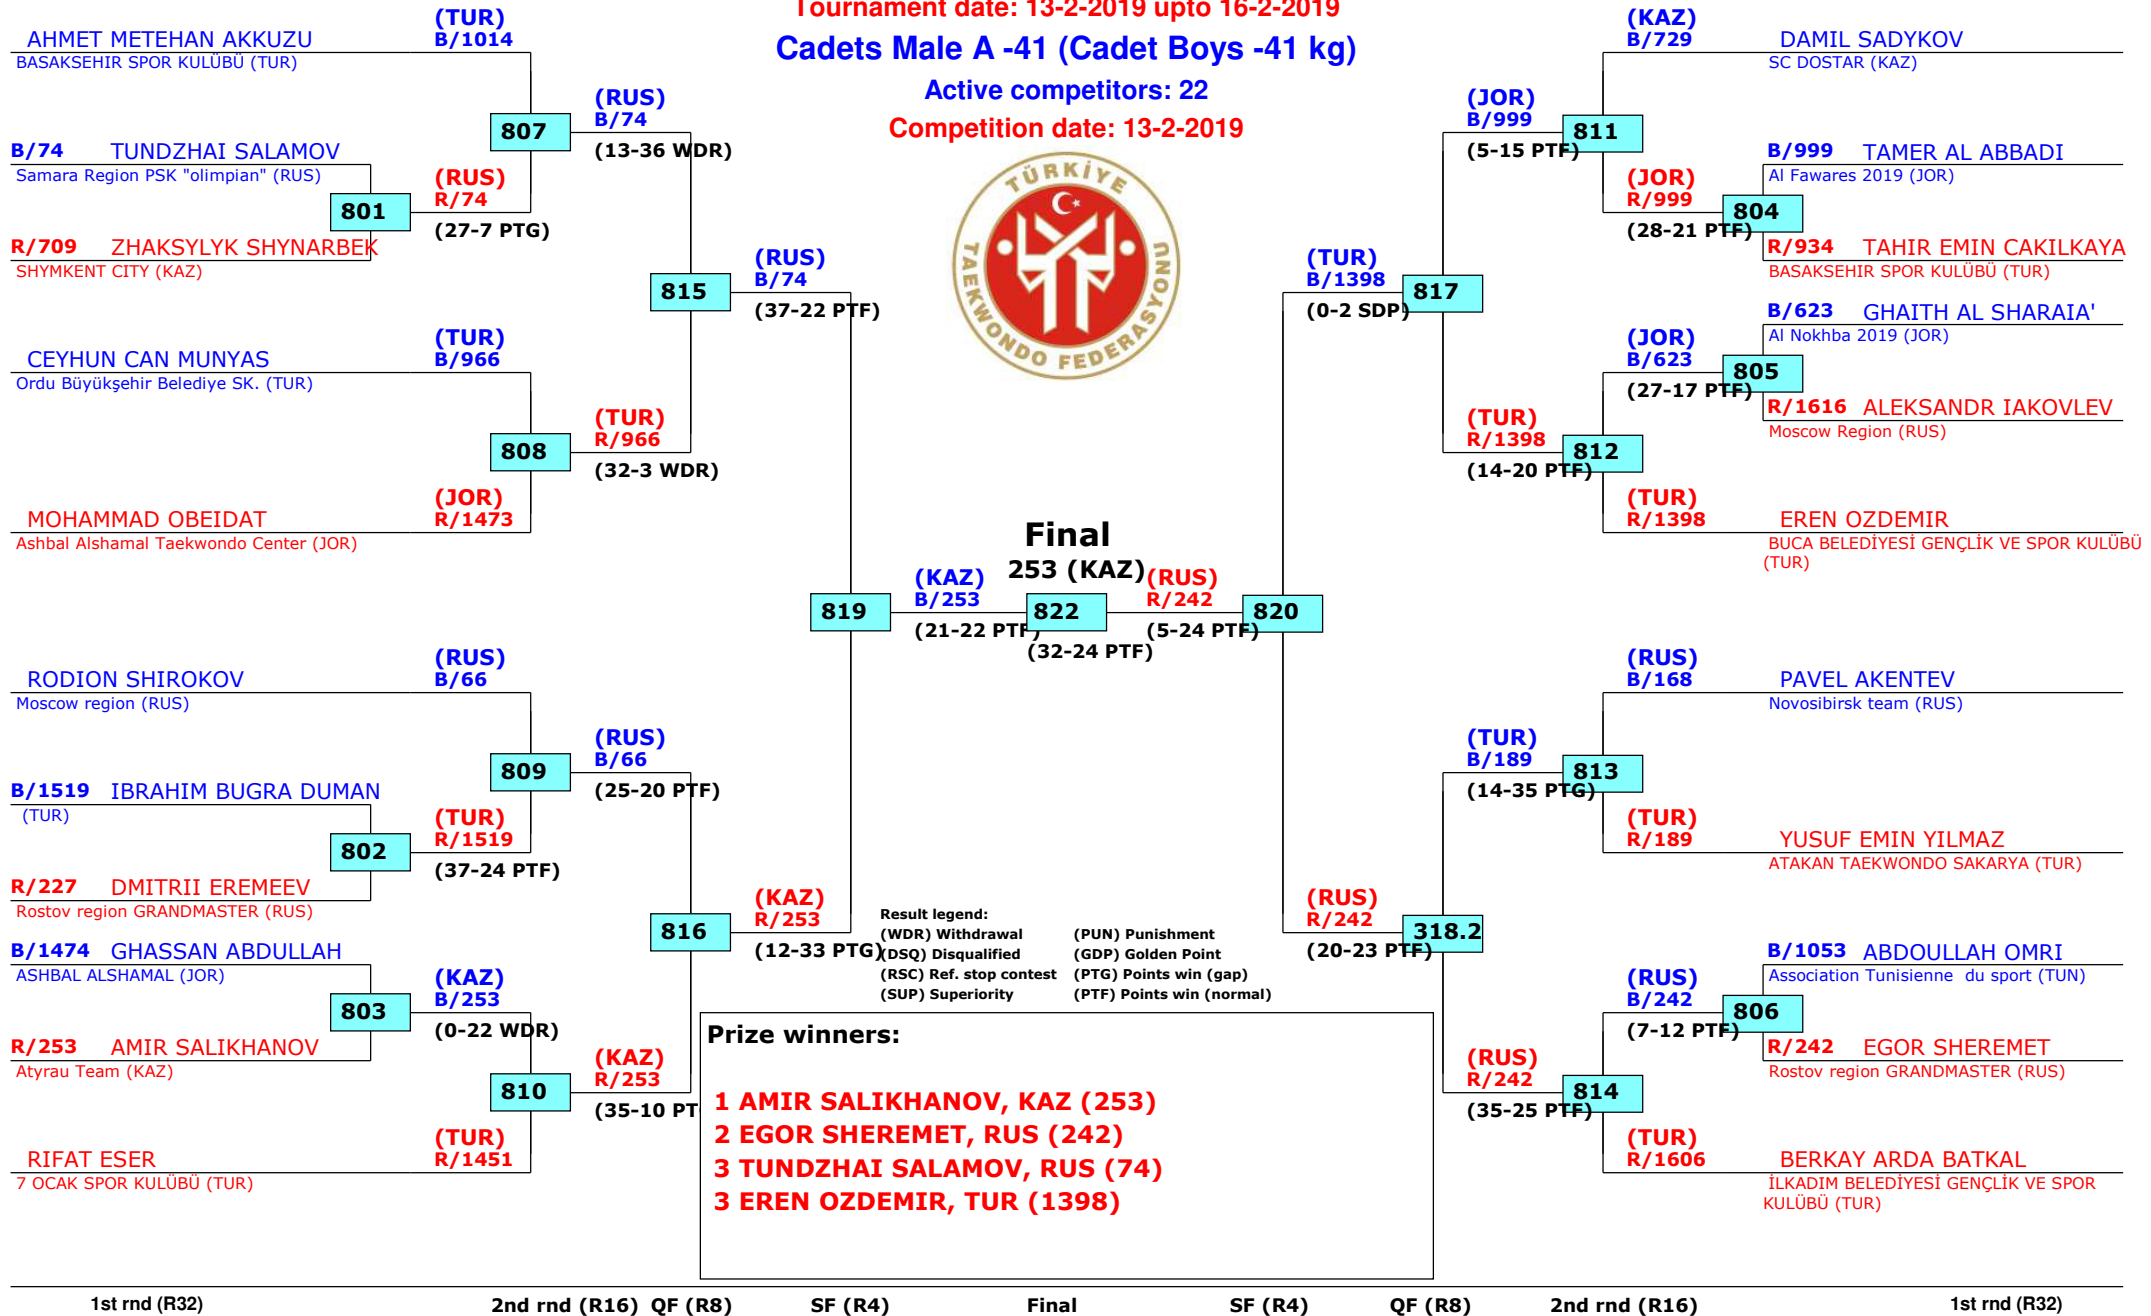 Tournament date: 13-2-2019 upto 16-2-2019
Cadets Male A -41 (Cadet Boys -41 kg)
Active competitors: 22
Competition date: 13-2-2019
TÜRKİYE
TAEKWONDO FEDERASYONU
(TUR)
AHMET METEHAN AKKUZU B/1014
BASAKSEHIR SPOR KULÜBÜ (TUR)
(RUS)
B/74
807
(13-36 WDR)
B/74 TUNDZHAI SALAMOV
Samara Region PSK "olimpian" (RUS)
(RUS)
R/74
801
(27-7 PTG)
R/709 ZHAKSYLYK SHYNARBEK
SHYMKENT CITY (KAZ)
(RUS)
B/74
815
(37-22 PTF)
(TUR)
CEYHUN CAN MUNYAS B/966
Ordu Büyükşehir Belediye SK. (TUR)
(TUR)
R/966
808
(32-3 WDR)
(JOR)
MOHAMMAD OBEIDAT R/1473
Ashbal Alshamal Taekwondo Center (JOR)
Final
253 (KAZ)
(KAZ)
B/253
819
(21-22 PTF)
822
(32-24 PTF)
(RUS)
R/242
820
(5-24 PTF)
(RUS)
RODION SHIROKOV B/66
Moscow region (RUS)
(RUS)
B/66
809
(25-20 PTF)
B/1519 IBRAHIM BUGRA DUMAN
(TUR)
(TUR)
R/1519
802
(37-24 PTF)
R/227 DMITRII EREMEEV
Rostov region GRANDMASTER (RUS)
(KAZ)
R/253
816
(12-33 PTG)
B/1474 GHASSAN ABDULLAH
ASHBAL ALSHAMAL (JOR)
(KAZ)
B/253
803
(0-22 WDR)
R/253 AMIR SALIKHANOV
Atyrau Team (KAZ)
(KAZ)
R/253
810
(35-10 PT
(TUR)
RIFAT ESER R/1451
7 OCAK SPOR KULÜBÜ (TUR)
(KAZ)
B/729 DAMIL SADYKOV
SC DOSTAR (KAZ)
(JOR)
B/999
811
(5-15 PTF)
B/999 TAMER AL ABBADI
Al Fawares 2019 (JOR)
(JOR)
R/999
804
(28-21 PTF)
R/934 TAHIR EMIN CAKILKAYA
BASAKSEHIR SPOR KULÜBÜ (TUR)
(TUR)
B/1398
817
(0-2 SDP)
B/623 GHAITH AL SHARAIA'
Al Nokhba 2019 (JOR)
(JOR)
B/623
805
(27-17 PTF)
R/1616 ALEKSANDR IAKOVLEV
Moscow Region (RUS)
(TUR)
R/1398
812
(14-20 PTF)
(TUR)
R/1398 EREN OZDEMIR
BUCA BELEDİYESİ GENÇLİK VE SPOR KULÜBÜ
(TUR)
(RUS)
B/168 PAVEL AKENTEV
Novosibirsk team (RUS)
(TUR)
B/189
813
(14-35 PTG)
(TUR)
R/189 YUSUF EMIN YILMAZ
ATAKAN TAEKWONDO SAKARYA (TUR)
(RUS)
R/242
318.2
(20-23 PTF)
B/1053 ABDOULLAH OMRI
Association Tunisienne du sport (TUN)
(RUS)
B/242
806
(7-12 PTF)
R/242 EGOR SHEREMET
Rostov region GRANDMASTER (RUS)
(RUS)
R/242
814
(35-25 PTF)
(TUR)
R/1606 BERKAY ARDA BATKAL
İLKADIM BELEDİYESİ GENÇLİK VE SPOR
KULÜBÜ (TUR)
Result legend:
(WDR) Withdrawal (PUN) Punishment
(DSQ) Disqualified (GDP) Golden Point
(RSC) Ref. stop contest (PTG) Points win (gap)
(SUP) Superiority (PTF) Points win (normal)
Prize winners:
1 AMIR SALIKHANOV, KAZ (253)
2 EGOR SHEREMET, RUS (242)
3 TUNDZHAI SALAMOV, RUS (74)
3 EREN OZDEMIR, TUR (1398)
1st rnd (R32) 2nd rnd (R16) QF (R8) SF (R4) Final SF (R4) QF (R8) 2nd rnd (R16) 1st rnd (R32)